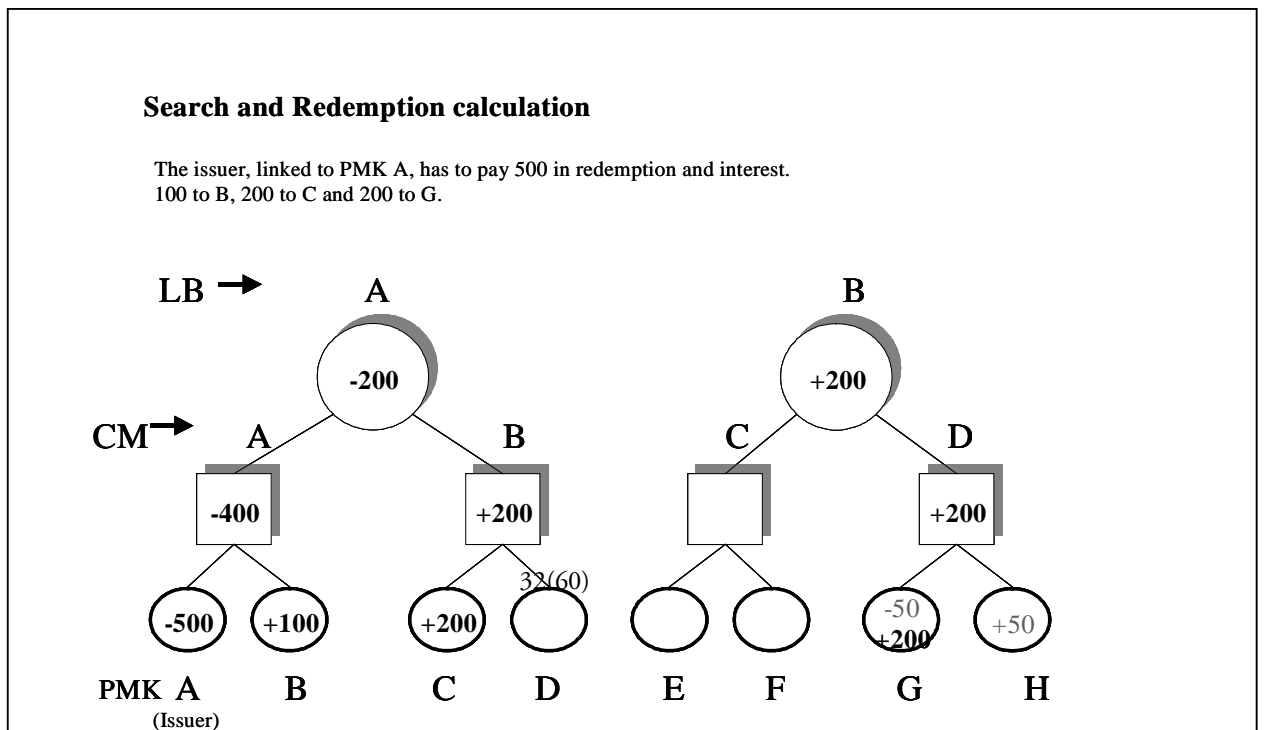 Search and Redemption calculation
The issuer, linked to PMK A, has to pay 500 in redemption and interest.
100 to B, 200 to C and 200 to G.
LB A B
-200 +200
CM A B C D
-400 +200 +200
32(60)
-50
-500 +100 +200 +50
+200
PMK A B C D E F G H
(Issuer)